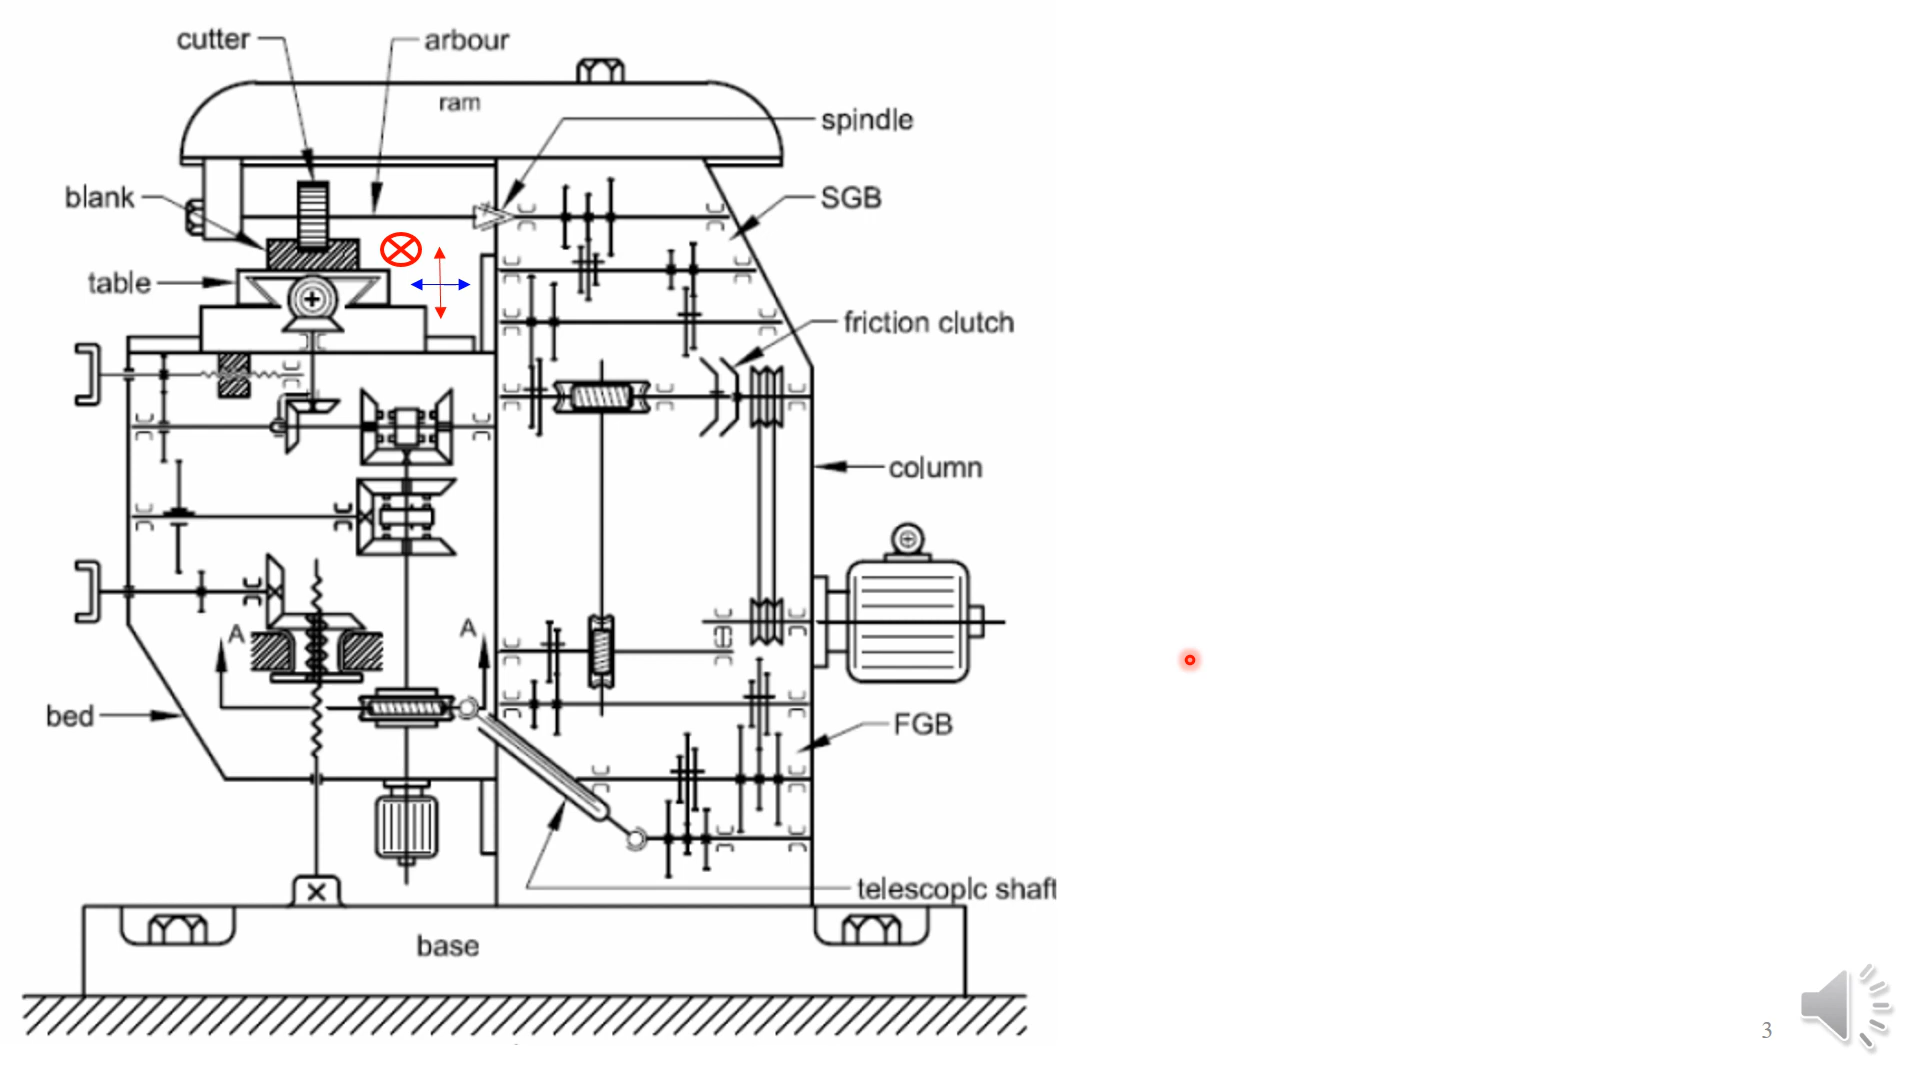 cutter
arbour
ram
spindle
blank
SGB
table
friction clutch
column
A
A
bed
FGB
telescopic shaft
base
3